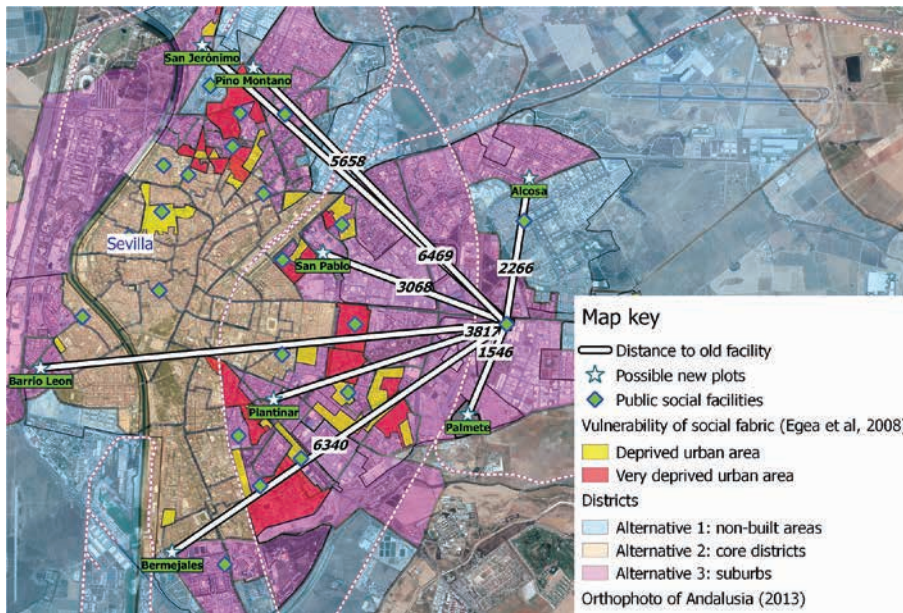 San Jerónimo
Pino Montano
5658
Alcosa
Sevilla
6469
2266
San Pablo
3068
3817
1546
Barrio Leon
Plantinar
Palmete
6340
Bermejales
Map key
Distance to old facility
Possible new plots
Public social facilities
Vulnerability of social fabric (Egea et al, 2008)
Deprived urban area
Very deprived urban area
Districts
Alternative 1: non-built areas
Alternative 2: core districts
Alternative 3: suburbs
Orthophoto of Andalusia (2013)